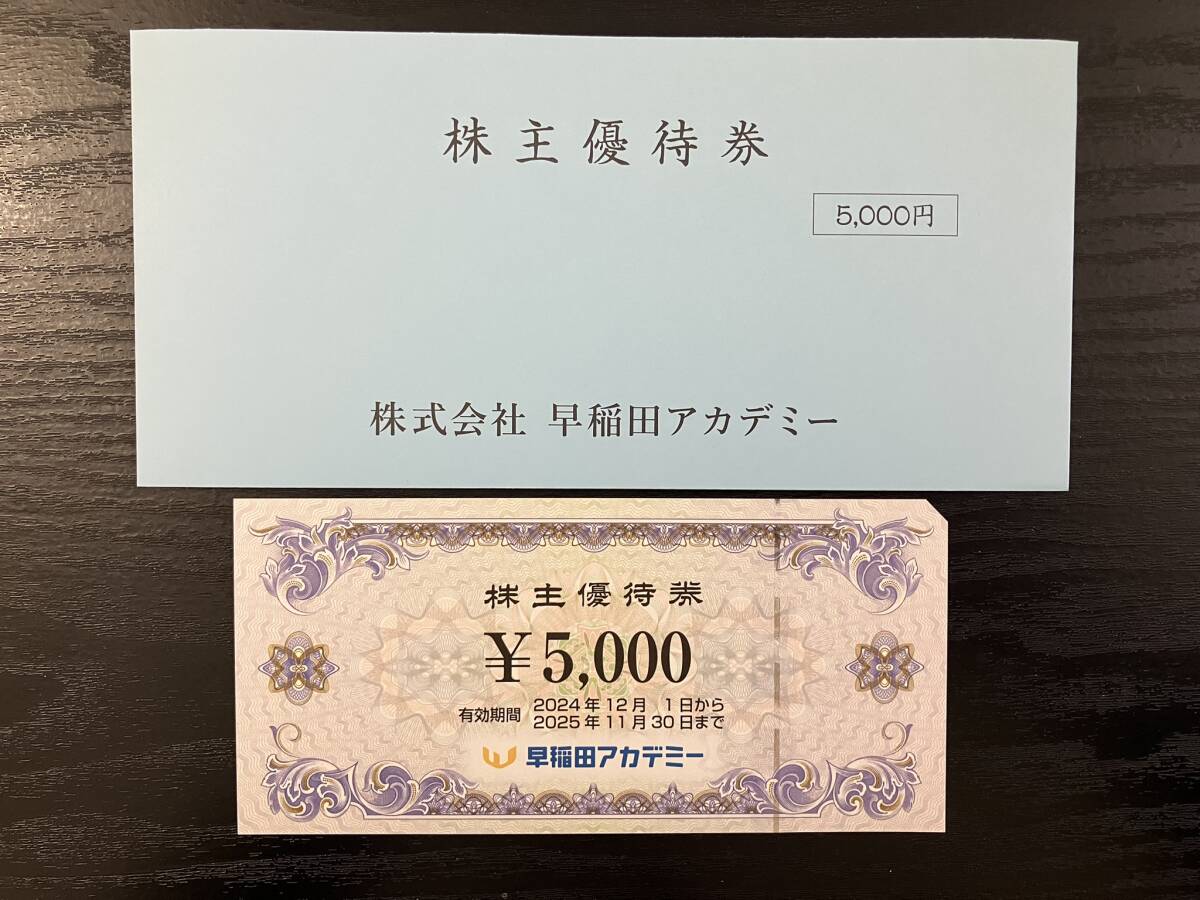 株主優待券
5,000円
株式会社 早稲田アカデミー
株主優待券
¥5,000
有効期間 2024年12月 1日から
2025年11月30日まで
早稲田アカデミー